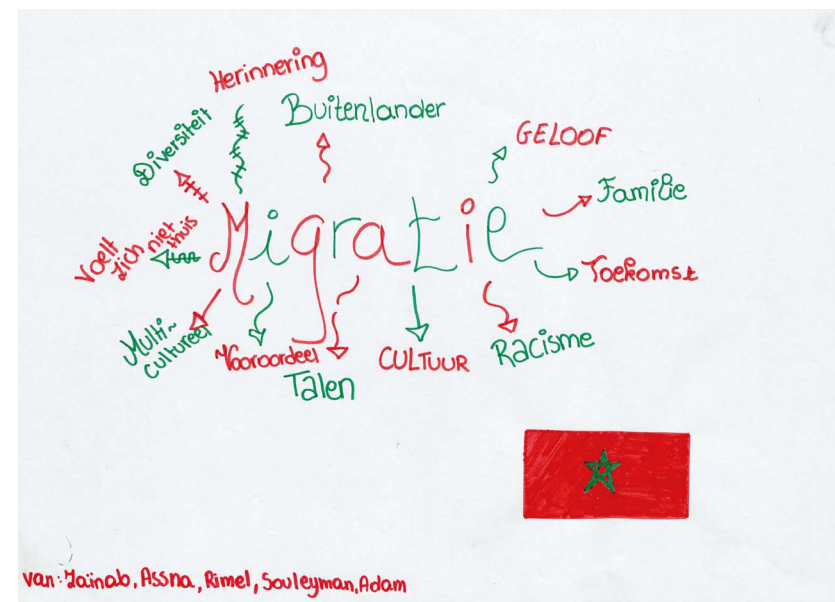 Herinnering
Buitenlander
Diversiteit
GELOOF
Familie
Voelt
zich niet
thuis
Migratie
Toekomst
Multi-
cultureel
Vooroordeel
Talen
CULTUUR
Racisme
van: Zaïnab, Assna, Rimel, Souleyman, Adam